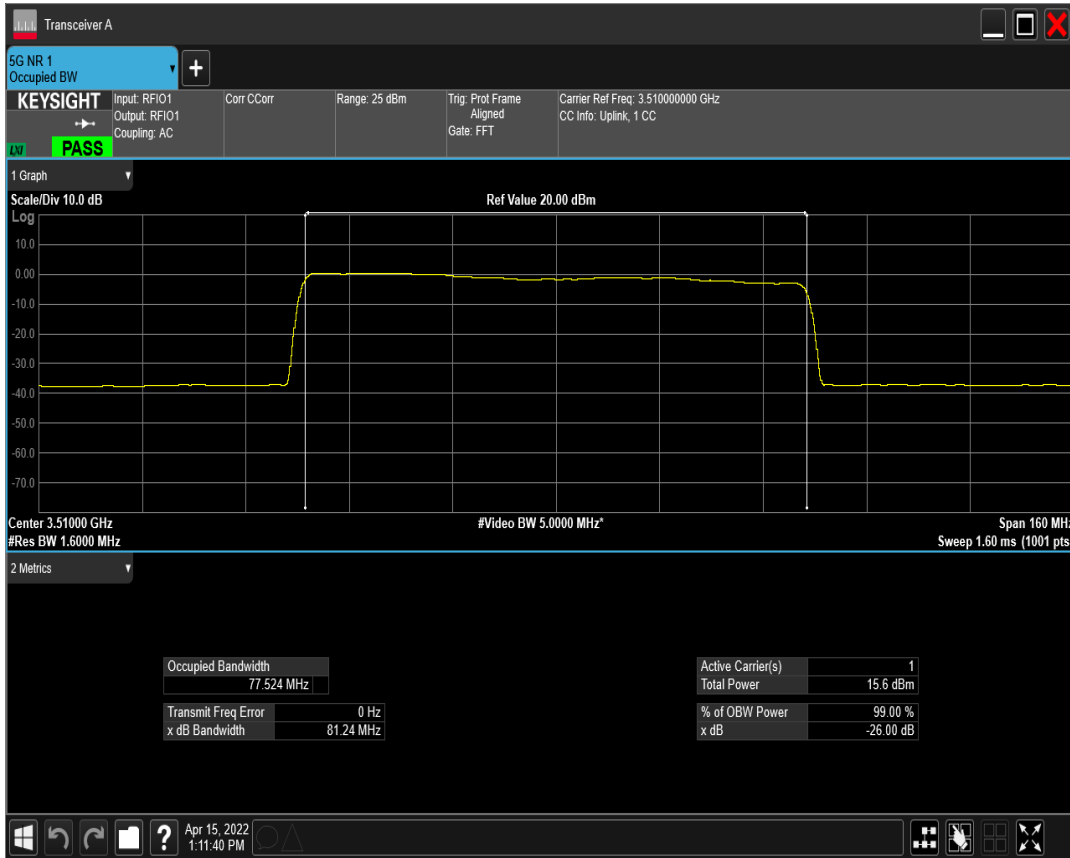 Transceiver A
5G NR 1
Occupied BW
+
KEYSIGHT
LXI
PASS
Input: RFIO1
Output: RFIO1
Coupling: AC
Corr CCorr
Range: 25 dBm
Trig: Prot Frame
Aligned
Gate: FFT
Carrier Ref Freq: 3.510000000 GHz
CC Info: Uplink, 1 CC
1 Graph
Scale/Div 10.0 dB
Ref Value 20.00 dBm
Log
10.0
0.00
-10.0
-20.0
-30.0
-40.0
-50.0
-60.0
-70.0
Center 3.51000 GHz
#Video BW 5.0000 MHz*
Span 160 MHz
#Res BW 1.6000 MHz
Sweep 1.60 ms (1001 pts
2 Metrics
Occupied Bandwidth
77.524 MHz
Transmit Freq Error 0 Hz
x dB Bandwidth 81.24 MHz
Active Carrier(s) 1
Total Power 15.6 dBm
% of OBW Power 99.00 %
x dB -26.00 dB
?
Apr 15, 2022
1:11:40 PM